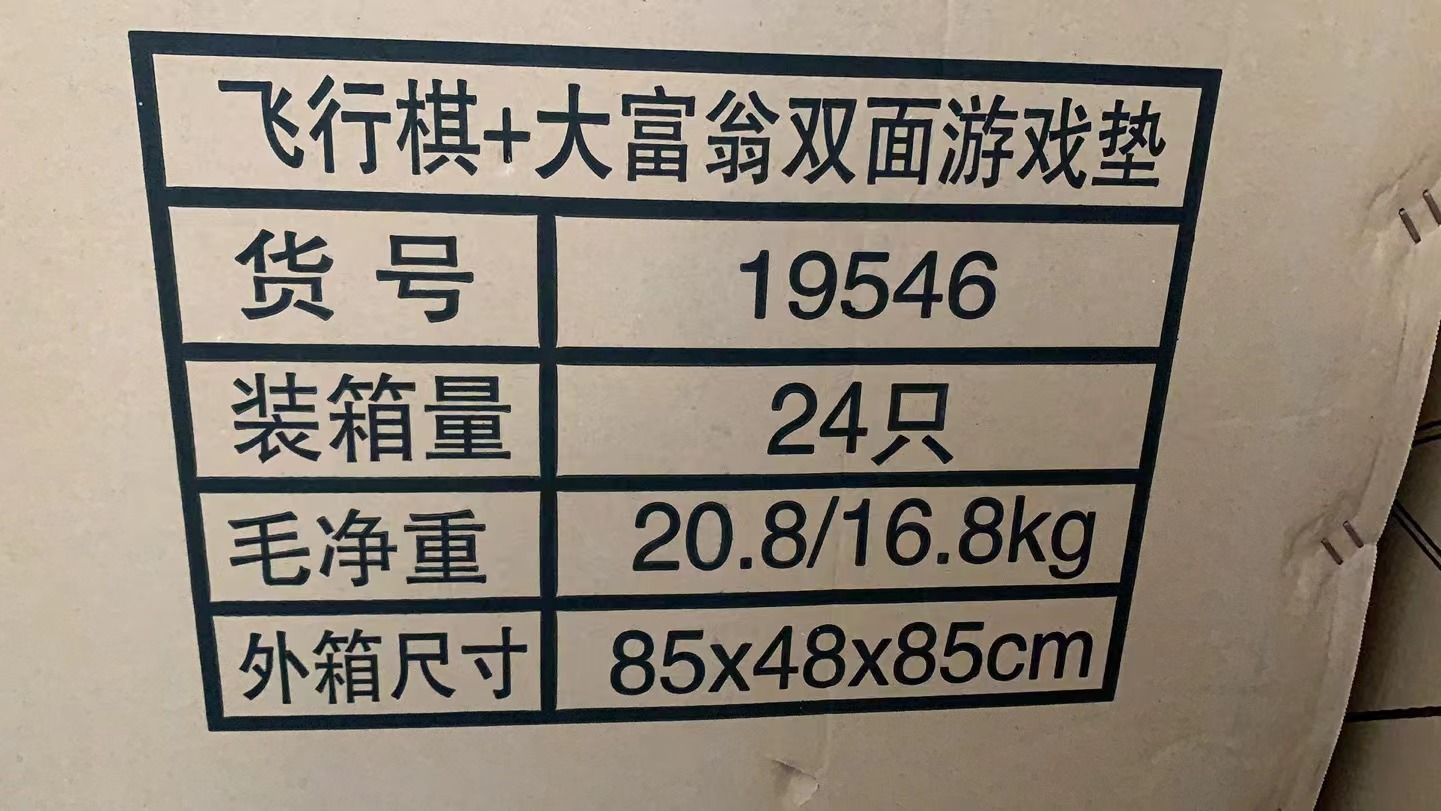 飞行棋+大富翁双面游戏垫
货号 19546
装箱量 24只
毛净重 20.8/16.8kg
外箱尺寸 85x48x85cm